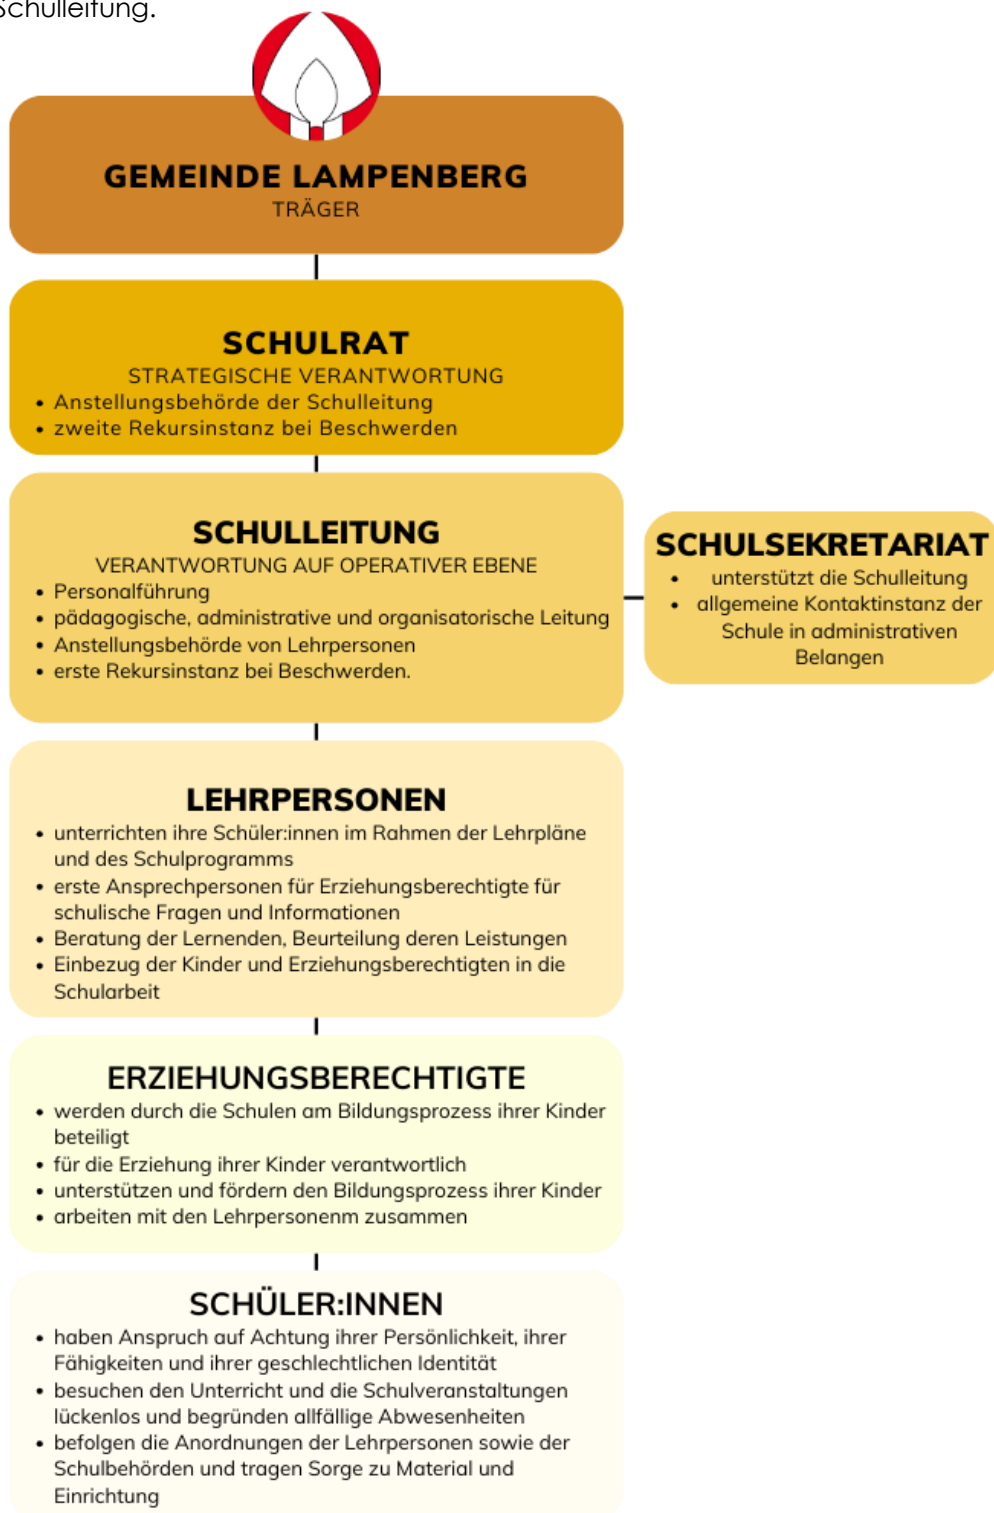 Schulleitung.
GEMEINDE LAMPENBERG
TRÄGER
SCHULRAT
STRATEGISCHE VERANTWORTUNG
• Anstellungsbehörde der Schulleitung
• zweite Rekursinstanz bei Beschwerden
SCHULLEITUNG
VERANTWORTUNG AUF OPERATIVER EBENE
• Personalführung
• pädagogische, administrative und organisatorische Leitung
• Anstellungsbehörde von Lehrpersonen
• erste Rekursinstanz bei Beschwerden.
SCHULSEKRETARIAT
• unterstützt die Schulleitung
• allgemeine Kontaktinstanz der
Schule in administrativen
Belangen
LEHRPERSONEN
• unterrichten ihre Schüler:innen im Rahmen der Lehrpläne
und des Schulprogramms
• erste Ansprechpersonen für Erziehungsberechtigte für
schulische Fragen und Informationen
• Beratung der Lernenden, Beurteilung deren Leistungen
• Einbezug der Kinder und Erziehungsberechtigten in die
Schularbeit
ERZIEHUNGSBERECHTIGTE
• werden durch die Schulen am Bildungsprozess ihrer Kinder
beteiligt
• für die Erziehung ihrer Kinder verantwortlich
• unterstützen und fördern den Bildungsprozess ihrer Kinder
• arbeiten mit den Lehrpersonenm zusammen
SCHÜLER:INNEN
• haben Anspruch auf Achtung ihrer Persönlichkeit, ihrer
Fähigkeiten und ihrer geschlechtlichen Identität
• besuchen den Unterricht und die Schulveranstaltungen
lückenlos und begründen allfällige Abwesenheiten
• befolgen die Anordnungen der Lehrpersonen sowie der
Schulbehörden und tragen Sorge zu Material und
Einrichtung